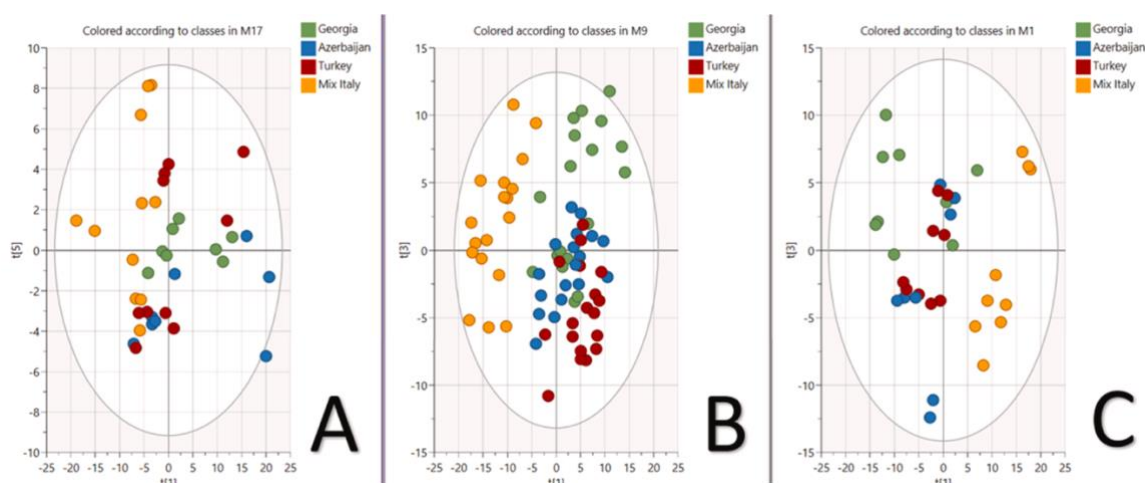 Colored according to classes in M17
Georgia
Azerbaijan
Turkey
Mix Italy
10
8
6
4
2
0
-2
-4
-6
-8
-10
t[5]
-25 -20 -15 -10 -5 0 5 10 15 20 25
A
Colored according to classes in M9
Georgia
Azerbaijan
Turkey
Mix Italy
15
10
5
0
-5
-10
-15
t[3]
-25 -20 -15 -10 -5 0 5 10 15 20 25
B
Colored according to classes in M1
Georgia
Azerbaijan
Turkey
Mix Italy
15
10
5
0
-5
-10
-15
t[3]
-25 -20 -15 -10 -5 0 5 10 15 20 25
C